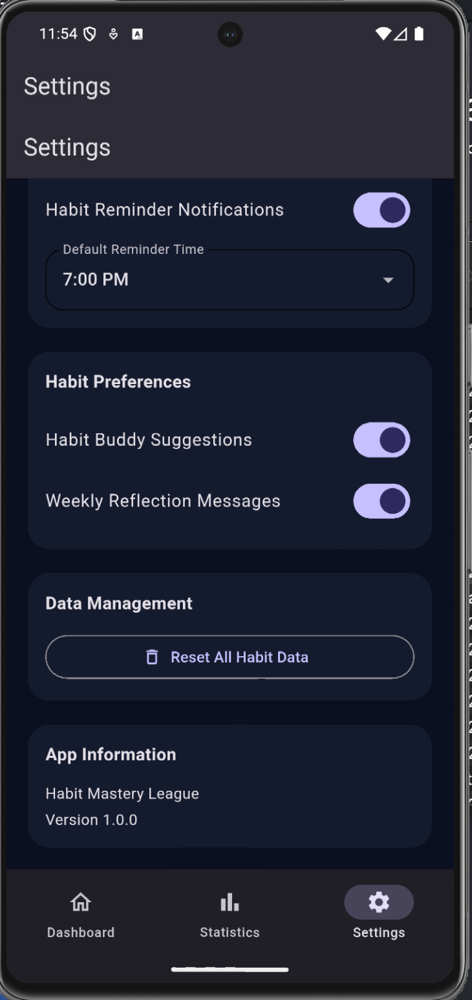 11:54
Settings
Settings
Habit Reminder Notifications
Default Reminder Time
7:00 PM
Habit Preferences
Habit Buddy Suggestions
Weekly Reflection Messages
Data Management
Reset All Habit Data
App Information
Habit Mastery League
Version 1.0.0
Dashboard Statistics Settings